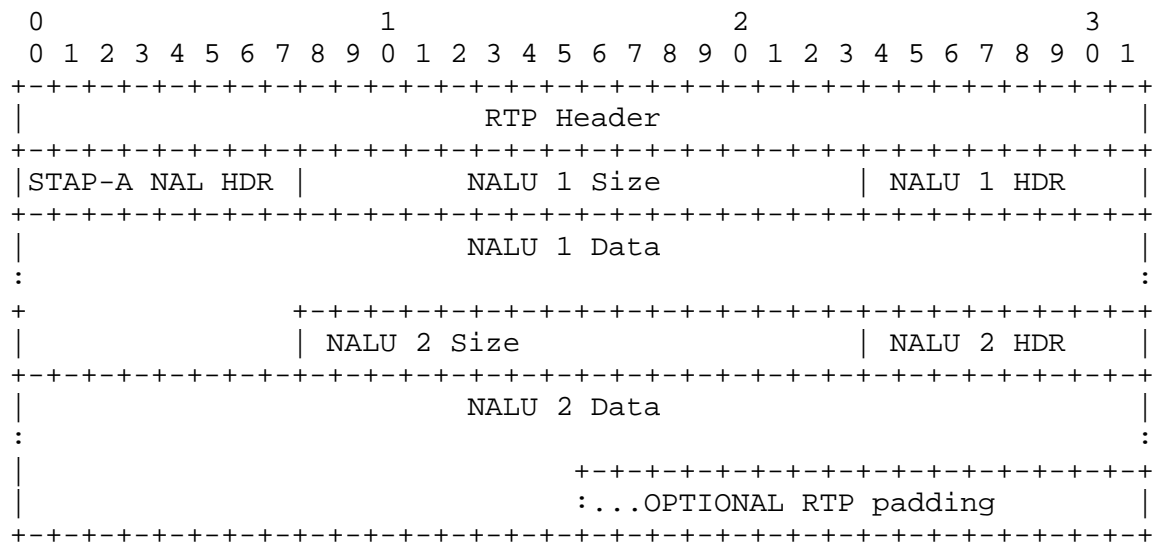 0                   1                   2                   3
 0 1 2 3 4 5 6 7 8 9 0 1 2 3 4 5 6 7 8 9 0 1 2 3 4 5 6 7 8 9 0 1
+-+-+-+-+-+-+-+-+-+-+-+-+-+-+-+-+-+-+-+-+-+-+-+-+-+-+-+-+-+-+-+-+
|                          RTP Header                           |
+-+-+-+-+-+-+-+-+-+-+-+-+-+-+-+-+-+-+-+-+-+-+-+-+-+-+-+-+-+-+-+-+
|STAP-A NAL HDR |         NALU 1 Size           | NALU 1 HDR    |
+-+-+-+-+-+-+-+-+-+-+-+-+-+-+-+-+-+-+-+-+-+-+-+-+-+-+-+-+-+-+-+-+
|                         NALU 1 Data                           |
:                                                               :
+               +-+-+-+-+-+-+-+-+-+-+-+-+-+-+-+-+-+-+-+-+-+-+-+-+
|               | NALU 2 Size                   | NALU 2 HDR    |
+-+-+-+-+-+-+-+-+-+-+-+-+-+-+-+-+-+-+-+-+-+-+-+-+-+-+-+-+-+-+-+-+
|                         NALU 2 Data                           |
:                                                               :
|                               +-+-+-+-+-+-+-+-+-+-+-+-+-+-+-+-+
|                               :...OPTIONAL RTP padding        |
+-+-+-+-+-+-+-+-+-+-+-+-+-+-+-+-+-+-+-+-+-+-+-+-+-+-+-+-+-+-+-+-+